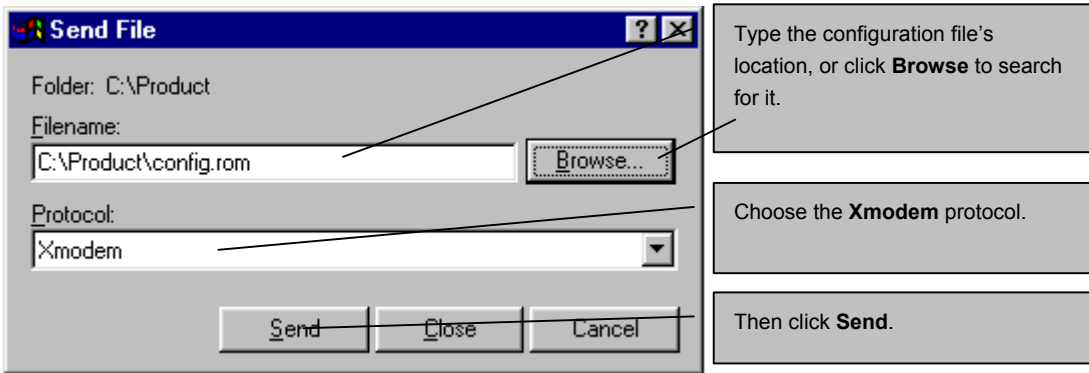 Send File
Folder: C:\Product
Filename:
C:\Product\config.rom
Browse...
Protocol:
Xmodem
Send
Close
Cancel
Type the configuration file's
location, or click Browse to search
for it.
Choose the Xmodem protocol.
Then click Send.